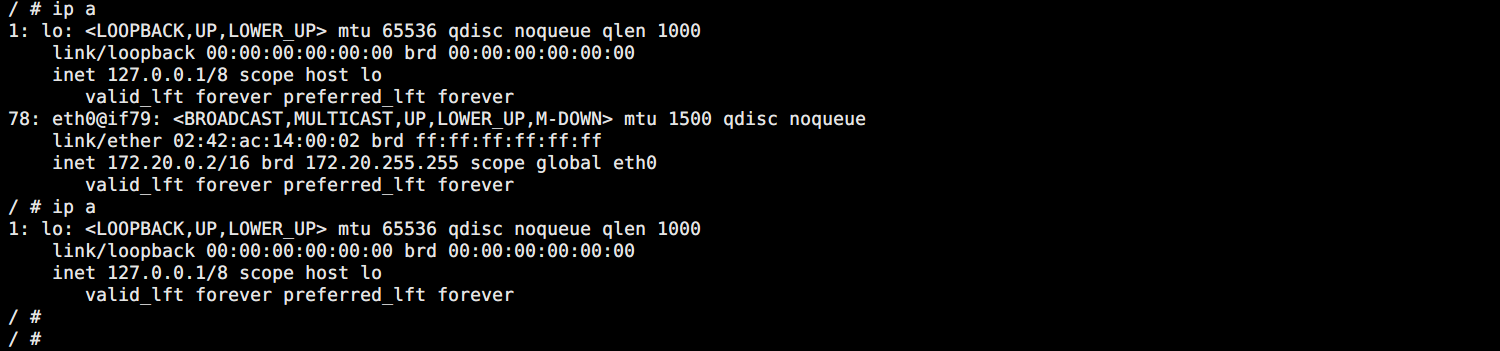 / # ip a
1: lo: <LOOPBACK,UP,LOWER_UP> mtu 65536 qdisc noqueue qlen 1000
    link/loopback 00:00:00:00:00:00 brd 00:00:00:00:00:00
    inet 127.0.0.1/8 scope host lo
       valid_lft forever preferred_lft forever
78: eth0@if79: <BROADCAST,MULTICAST,UP,LOWER_UP,M-DOWN> mtu 1500 qdisc noqueue
    link/ether 02:42:ac:14:00:02 brd ff:ff:ff:ff:ff:ff
    inet 172.20.0.2/16 brd 172.20.255.255 scope global eth0
       valid_lft forever preferred_lft forever
/ # ip a
1: lo: <LOOPBACK,UP,LOWER_UP> mtu 65536 qdisc noqueue qlen 1000
    link/loopback 00:00:00:00:00:00 brd 00:00:00:00:00:00
    inet 127.0.0.1/8 scope host lo
       valid_lft forever preferred_lft forever
/ #
/ #